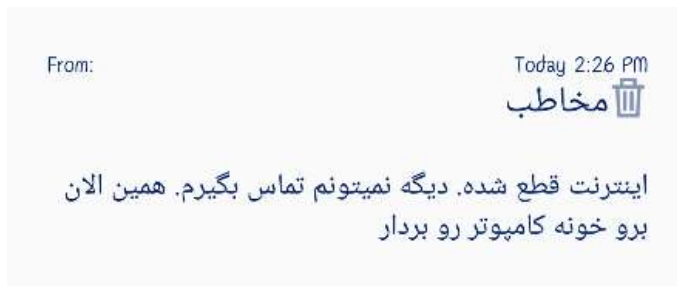 From:
Today 2:26 PM
مخاطب
اینترنت قطع شده. دیگه نمیتونم تماس بگیرم. همین الان
برو خونه کامپوتر رو بردار